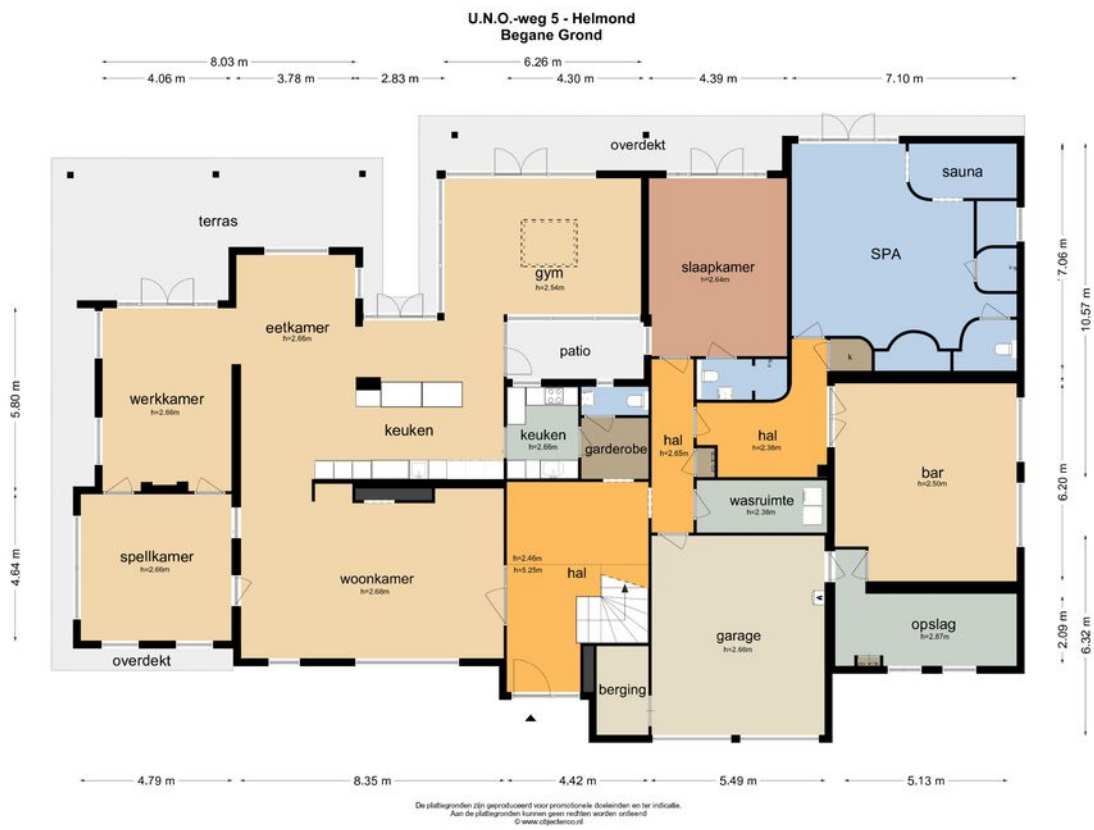 U.N.O.-weg 5 - Helmond
Begane Grond
8.03 m
6.26 m
4.06 m
3.78 m
2.83 m
4.30 m
4.39 m
7.10 m
overdekt
sauna
terras
SPA
gym
h=2.54m
slaapkamer
h=2.64m
7.06 m
10.57 m
eetkamer
h=2.66m
patio
k
5.80 m
werkkamer
h=2.66m
keuken
keuken
h=2.66m
garderobe
hal
h=2.65m
hal
h=2.38m
bar
h=2.50m
wasruimte
h=2.38m
6.20 m
spellkamer
h=2.66m
4.64 m
woonkamer
h=2.68m
h=2.46m
h=5.25m
hal
garage
h=2.66m
opslag
h=2.87m
2.09 m
6.32 m
overdekt
berging
4.79 m
8.35 m
4.42 m
5.49 m
5.13 m
De plattegronden zijn geproduceerd voor promotionele doeleinden en ter indicatie.
Aan de plattegronden kunnen geen rechten worden ontleend
© www.objectenco.nl